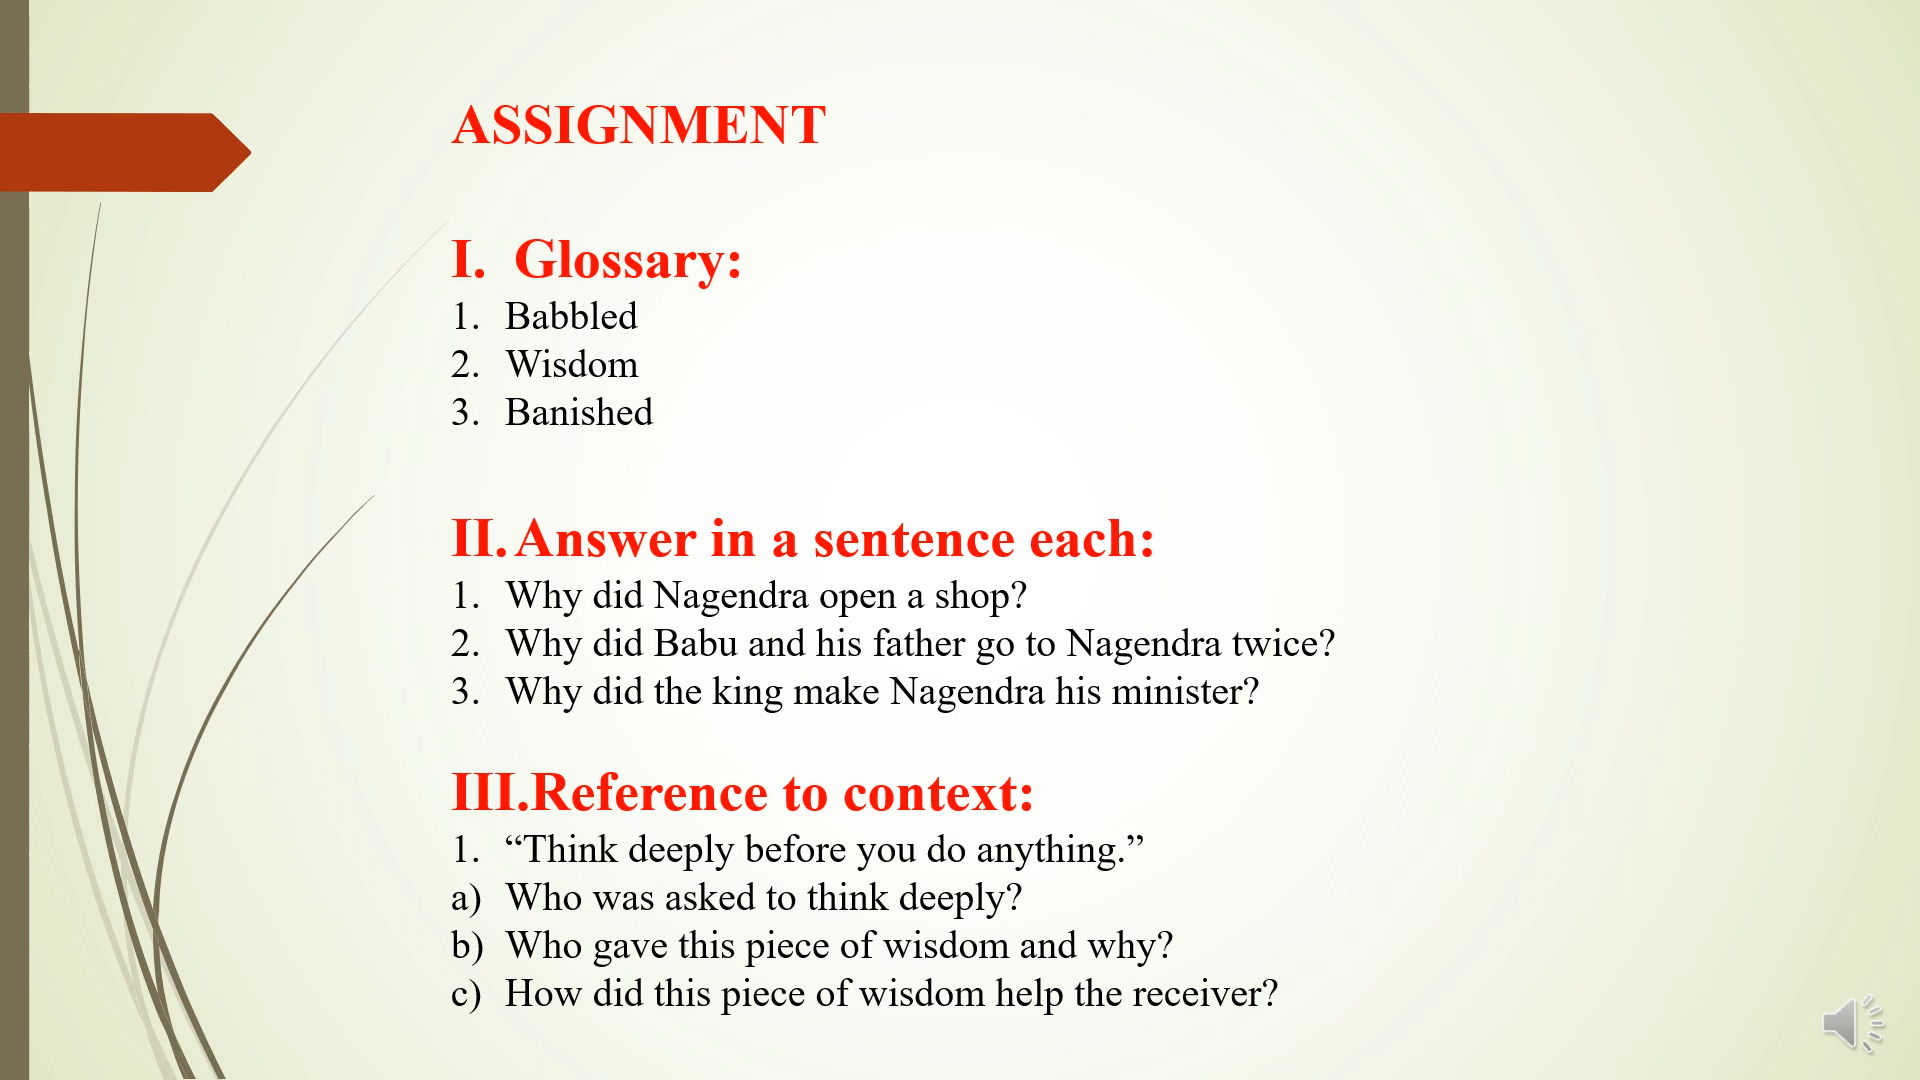 ASSIGNMENT
I. Glossary:
1. Babbled
2. Wisdom
3. Banished
II. Answer in a sentence each:
1. Why did Nagendra open a shop?
2. Why did Babu and his father go to Nagendra twice?
3. Why did the king make Nagendra his minister?
III.Reference to context:
1. “Think deeply before you do anything.”
a) Who was asked to think deeply?
b) Who gave this piece of wisdom and why?
c) How did this piece of wisdom help the receiver?